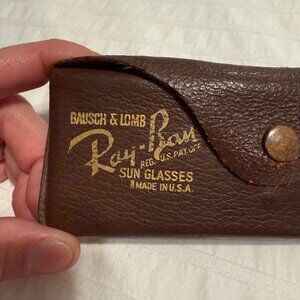 BAUSCH & LOMB
Ray-Ban
REG. U.S. PAT. OFF.
SUN GLASSES
MADE IN U.S.A.